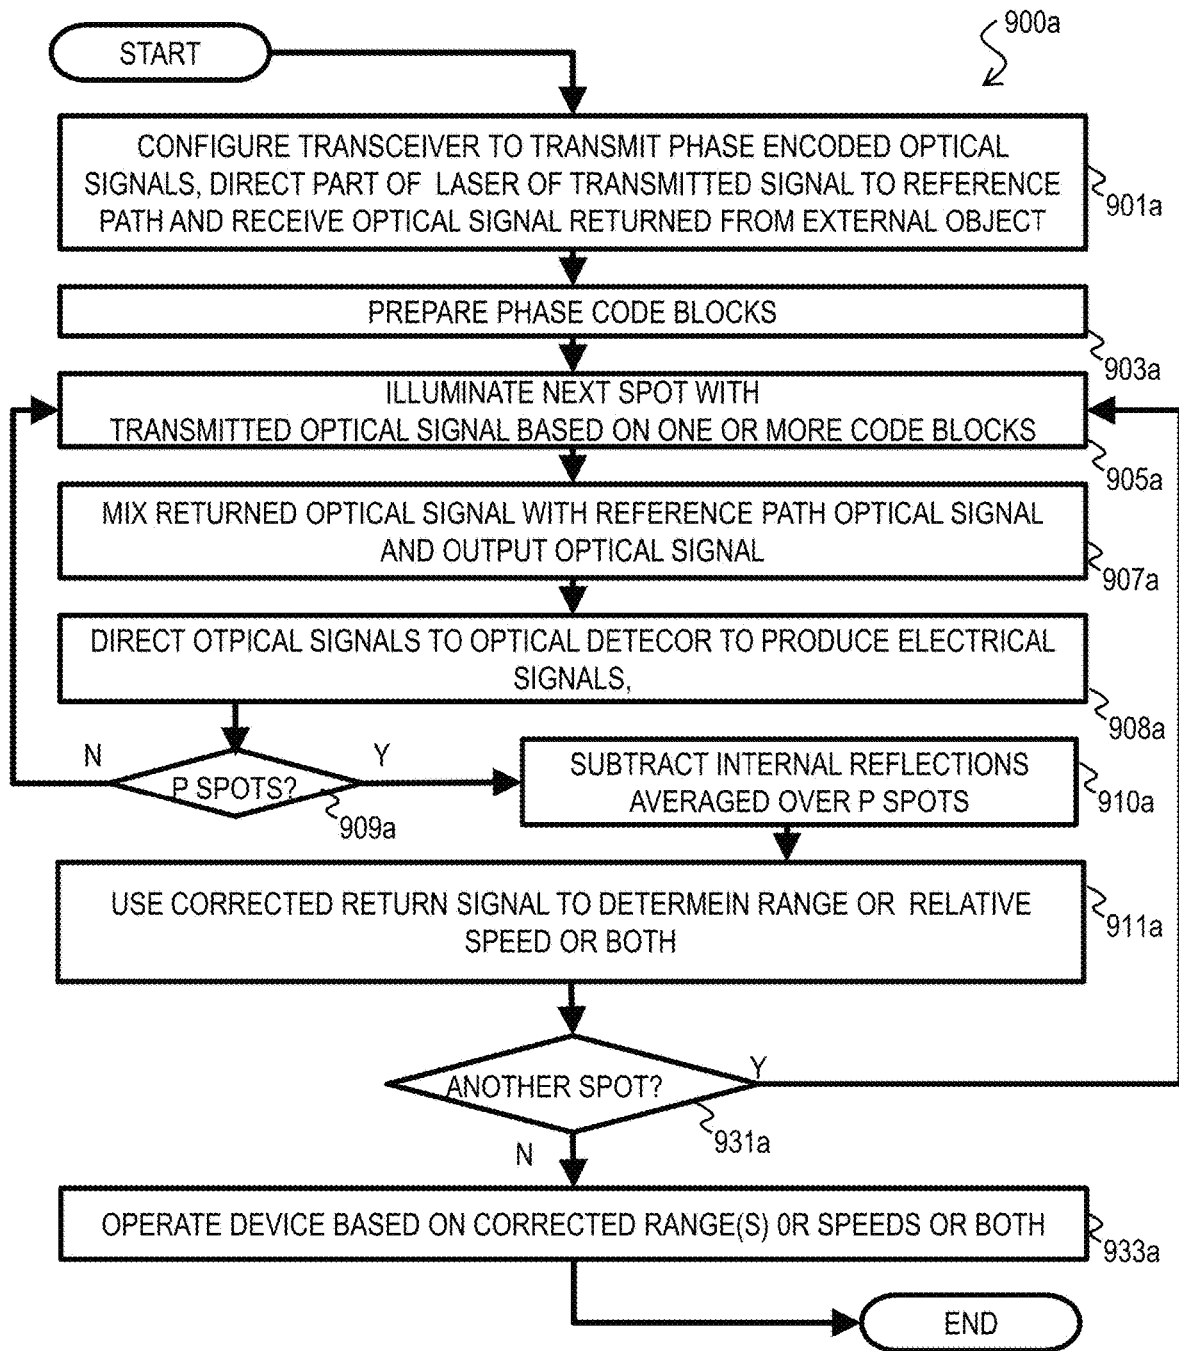 900a
START
CONFIGURE TRANSCEIVER TO TRANSMIT PHASE ENCODED OPTICAL
SIGNALS, DIRECT PART OF LASER OF TRANSMITTED SIGNAL TO REFERENCE
PATH AND RECEIVE OPTICAL SIGNAL RETURNED FROM EXTERNAL OBJECT
901a
PREPARE PHASE CODE BLOCKS
903a
ILLUMINATE NEXT SPOT WITH
TRANSMITTED OPTICAL SIGNAL BASED ON ONE OR MORE CODE BLOCKS
905a
MIX RETURNED OPTICAL SIGNAL WITH REFERENCE PATH OPTICAL SIGNAL
AND OUTPUT OPTICAL SIGNAL
907a
DIRECT OTPICAL SIGNALS TO OPTICAL DETECOR TO PRODUCE ELECTRICAL
SIGNALS,
908a
N
P SPOTS?
Y
909a
SUBTRACT INTERNAL REFLECTIONS
AVERAGED OVER P SPOTS
910a
USE CORRECTED RETURN SIGNAL TO DETERMEIN RANGE OR RELATIVE
SPEED OR BOTH
911a
ANOTHER SPOT?
Y
931a
N
OPERATE DEVICE BASED ON CORRECTED RANGE(S) 0R SPEEDS OR BOTH
933a
END